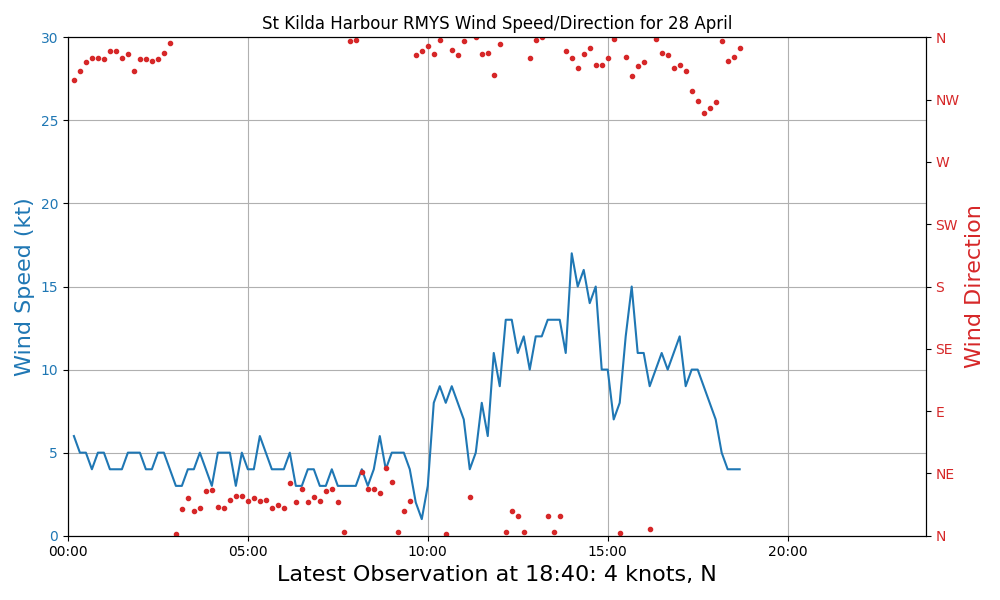 St Kilda Harbour RMYS Wind Speed/Direction for 28 April
30
25
20
15
10
5
0
Wind Speed (kt)
N
NW
W
SW
S
SE
E
NE
N
Wind Direction
00:00 05:00 10:00 15:00 20:00
Latest Observation at 18:40: 4 knots, N